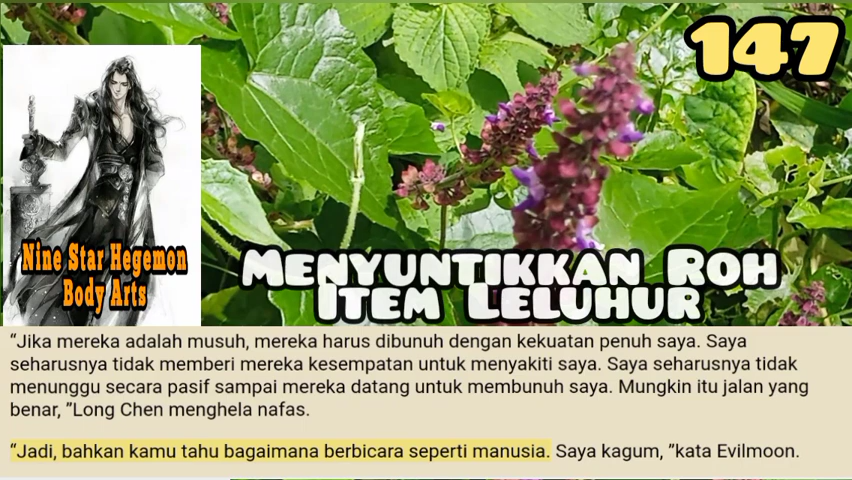 147
Nine Star Hegemon
Body Arts
Menyuntikkan Roh
Item Leluhur
“Jika mereka adalah musuh, mereka harus dibunuh dengan kekuatan penuh saya. Saya
seharusnya tidak memberi mereka kesempatan untuk menyakiti saya. Saya seharusnya tidak
menunggu secara pasif sampai mereka datang untuk membunuh saya. Mungkin itu jalan yang
benar, ”Long Chen menghela nafas.
“Jadi, bahkan kamu tahu bagaimana berbicara seperti manusia. Saya kagum, ”kata Evilmoon.